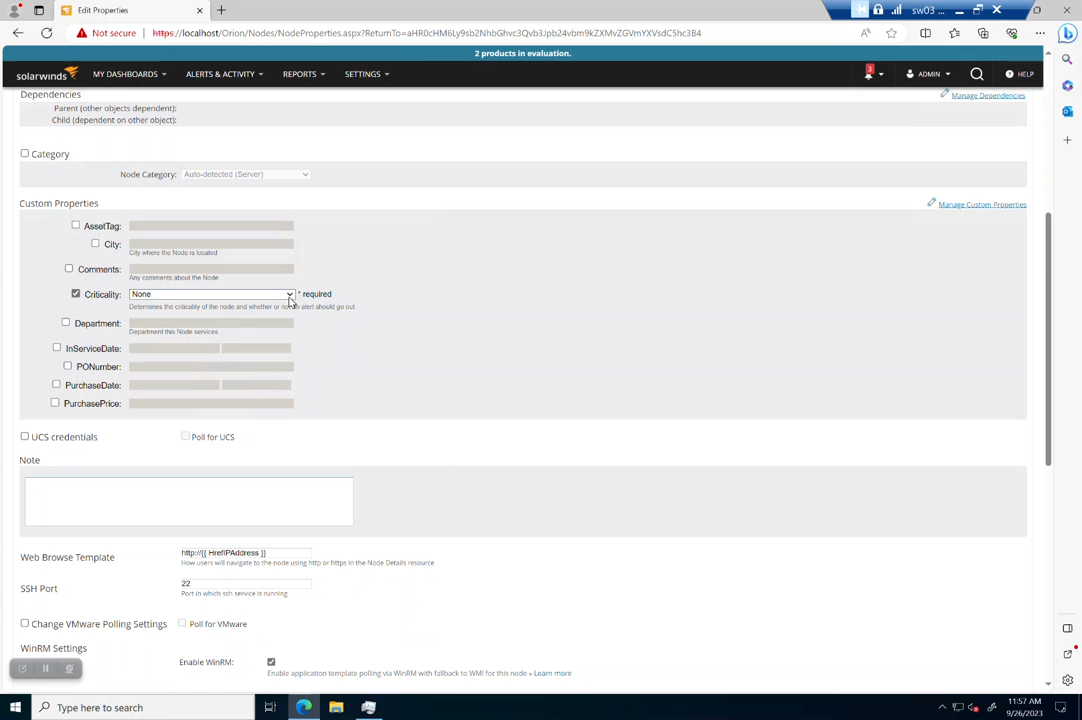 Edit Properties
sw03 ...
Not secure
https://localhost/Orion/Nodes/NodeProperties.aspx?ReturnTo=aHR0cHM6Ly9sb2NhbGhvc3Qvb3Jpb24vbm9kZXMvZGVmYXVsdC5hc3B4
2 products in evaluation.
solarwinds
MY DASHBOARDS
ALERTS & ACTIVITY
REPORTS
SETTINGS
3
ADMIN
HELP
Dependencies
Manage Dependencies
Parent (other objects dependent):
Child (dependent on other object):
Category
Node Category: Auto-detected (Server)
Custom Properties
Manage Custom Properties
AssetTag:
City:
City where the Node is located
Comments:
Any comments about the Node
Criticality: None * required
Determines the criticality of the node and whether or not an alert should go out
Department:
Department this Node services
InServiceDate:
PONumber:
PurchaseDate:
PurchasePrice:
UCS credentials
Poll for UCS
Note
Web Browse Template
http://{{ HrefIPAddress }}
How users will navigate to the node using http or https in the Node Details resource
SSH Port
22
Port in which ssh service is running
Change VMware Polling Settings
Poll for VMware
WinRM Settings
Enable WinRM:
Enable application template polling via WinRM with fallback to WMI for this node » Learn more
Type here to search
11:57 AM
9/26/2023